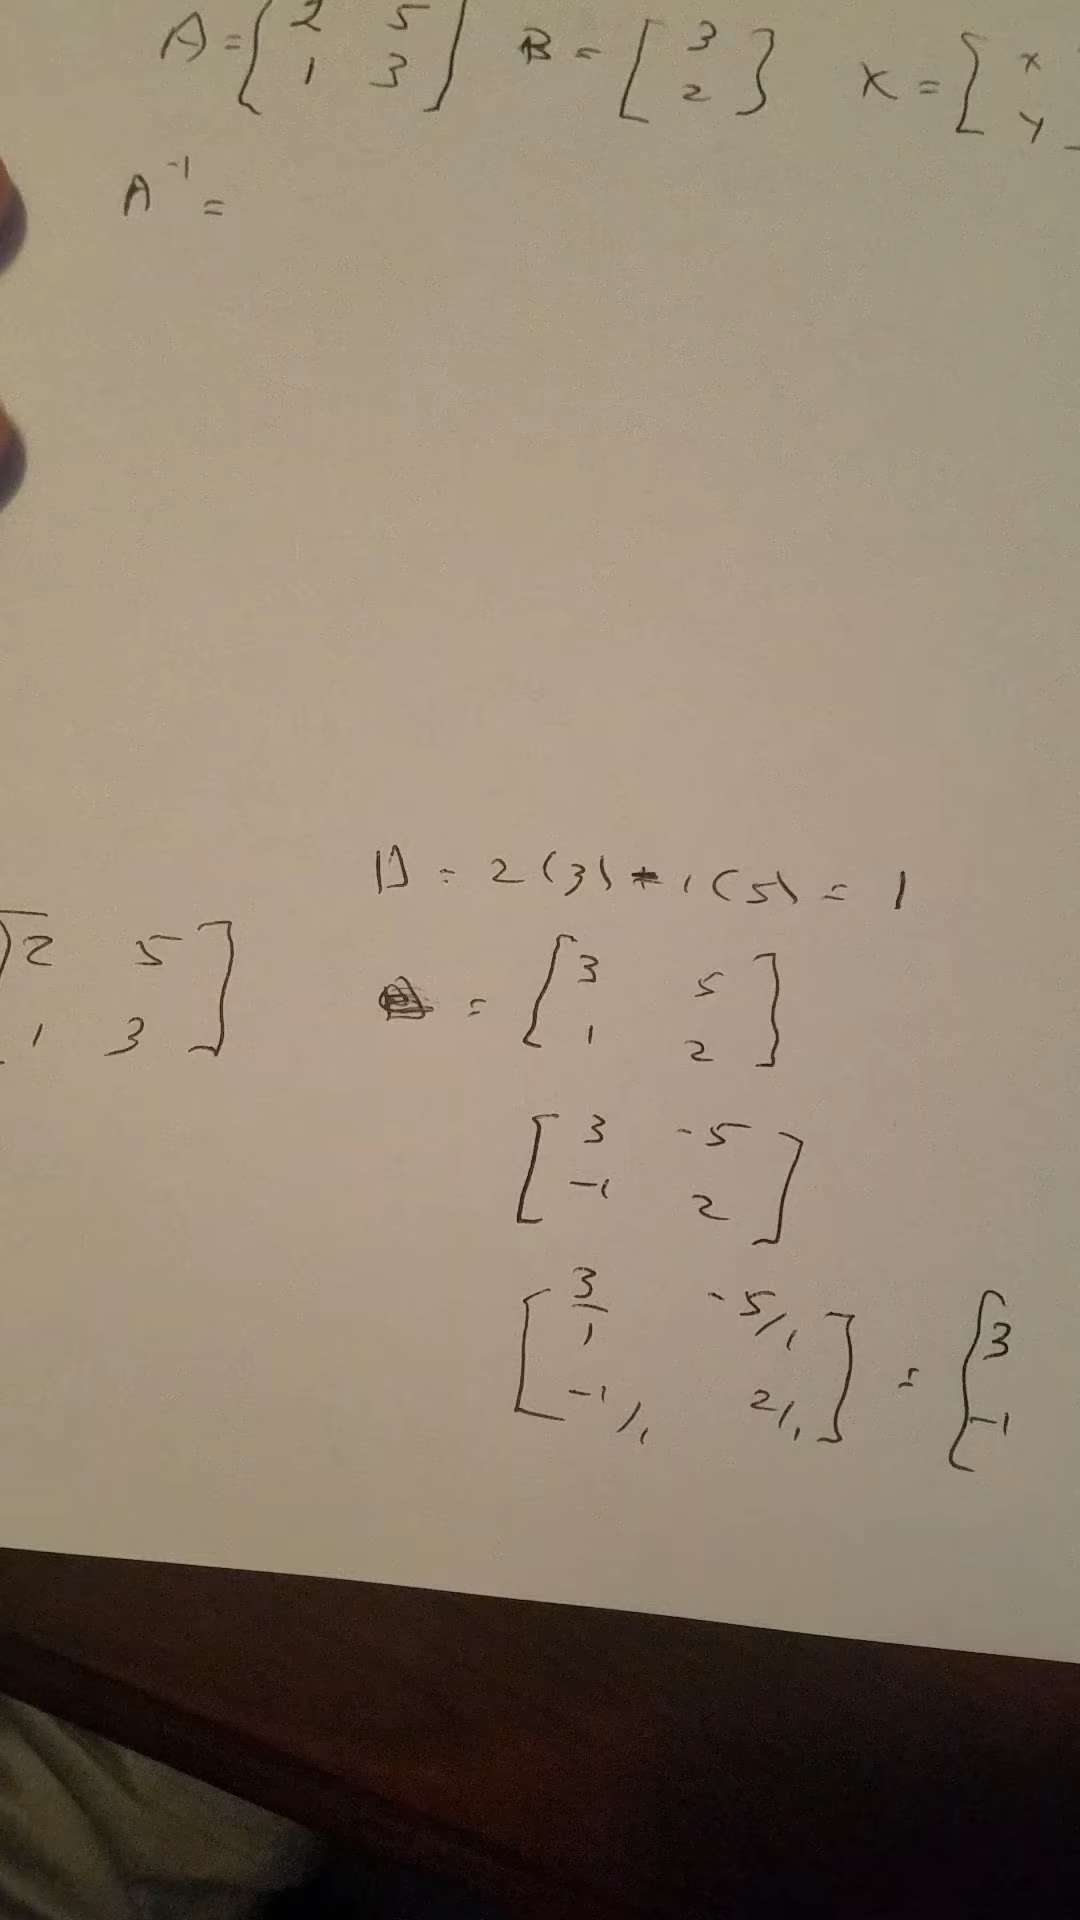 A = [ 2 5 ] B = [ 3 ] X = [ x
1 3 2 y
A⁻¹ =
D = 2(3) - 1(5) = 1
2 5 ] = [ 3 5 ]
1 3 1 2
[ 3 -5 ]
-1 2
[ 3/1 -5/1 ] = [ 3
-1/1 2/1 -1